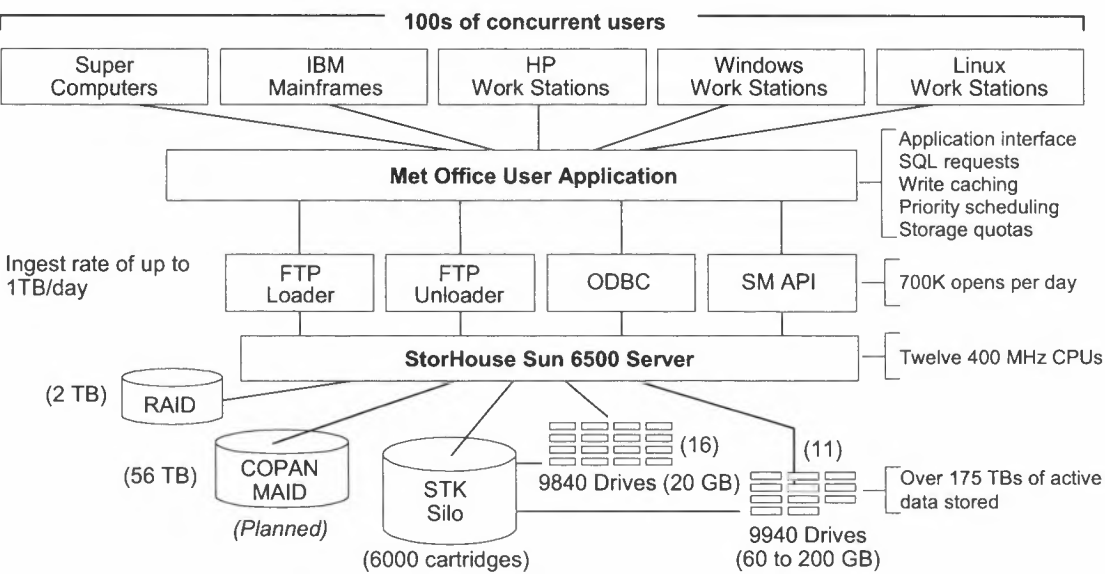 100s of concurrent users
Super
Computers
IBM
Mainframes
HP
Work Stations
Windows
Work Stations
Linux
Work Stations
Met Office User Application
Application interface
SQL requests
Write caching
Priority scheduling
Storage quotas
Ingest rate of up to
1TB/day
FTP
Loader
FTP
Unloader
ODBC
SM API
700K opens per day
StorHouse Sun 6500 Server
Twelve 400 MHz CPUs
(2 TB)
RAID
(56 TB)
COPAN
MAID
(Planned)
STK
Silo
(6000 cartridges)
(16)
9840 Drives (20 GB)
(11)
9940 Drives
(60 to 200 GB)
Over 175 TBs of active
data stored